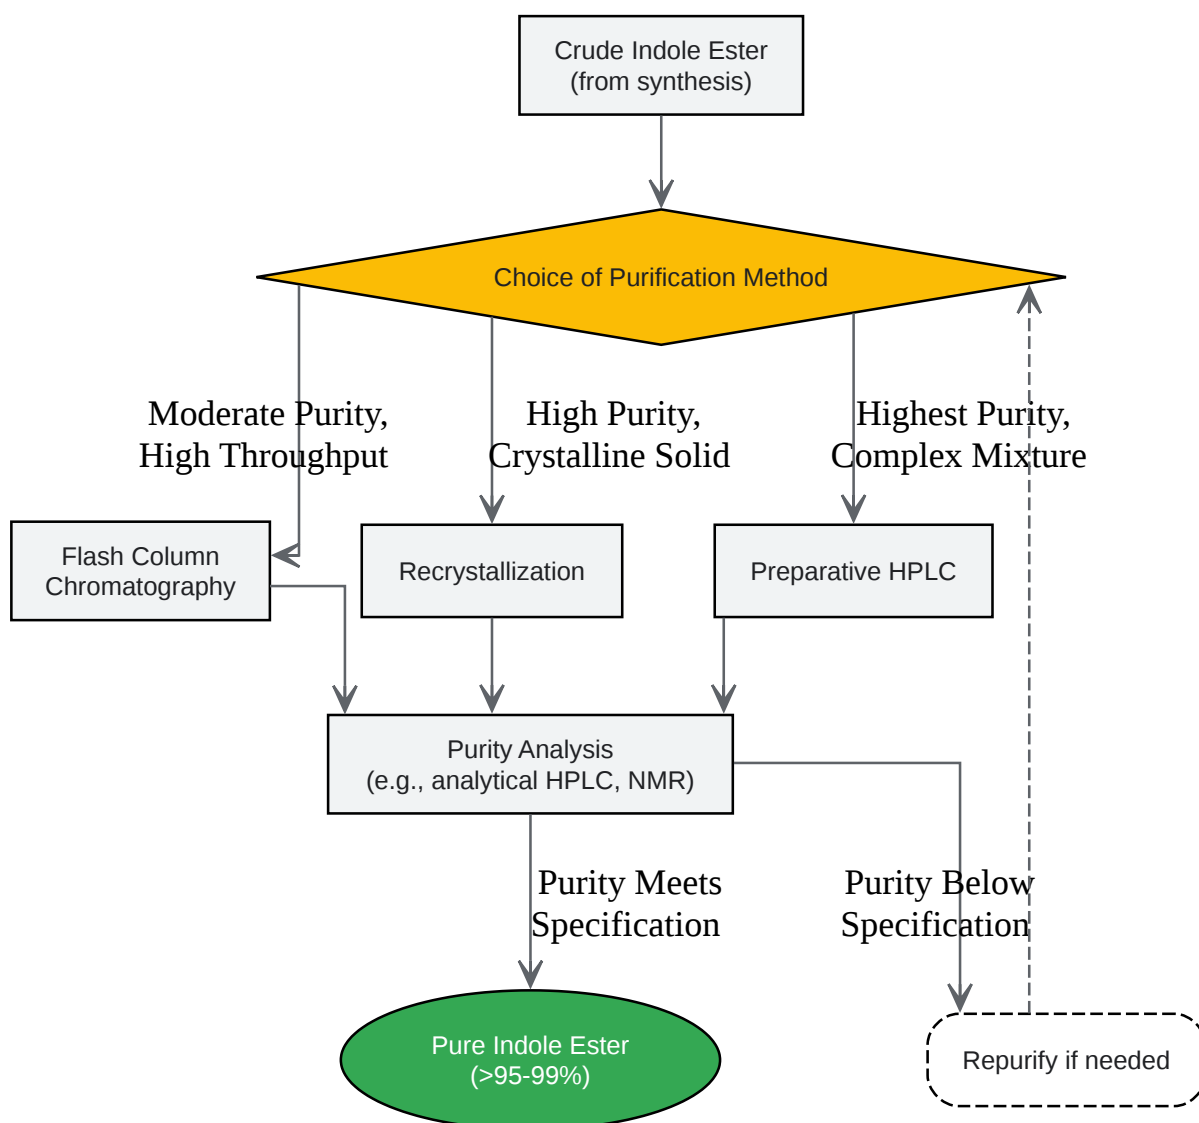 Crude Indole Ester
(from synthesis)
Choice of Purification Method
Moderate Purity,
High Throughput
High Purity,
Crystalline Solid
Highest Purity,
Complex Mixture
Flash Column
Chromatography
Recrystallization
Preparative HPLC
Purity Analysis
(e.g., analytical HPLC, NMR)
Purity Meets
Specification
Purity Below
Specification
Pure Indole Ester
(>95-99%)
Repurify if needed